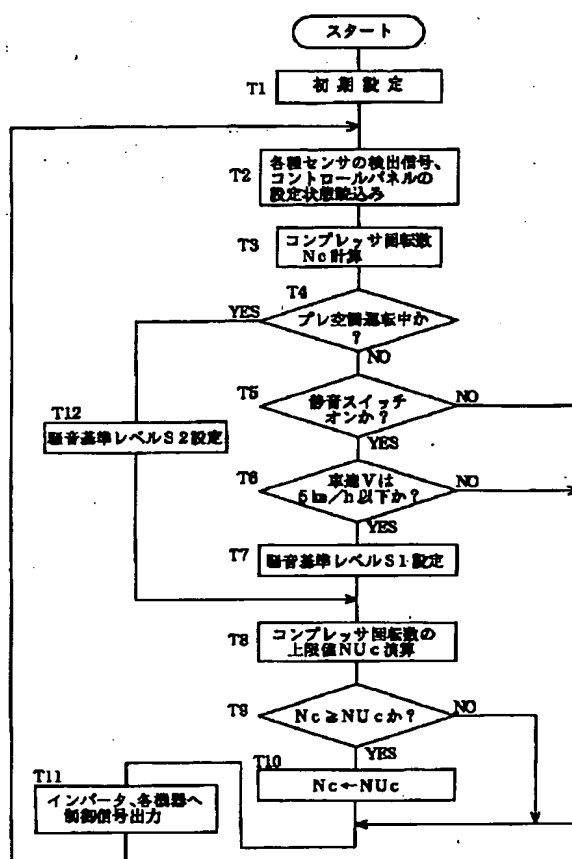 スタート
T1
初期設定
T2
各種センサの検出信号、
コントロールパネルの
設定状態読込み
T3
コンプレッサ回転数
Nc計算
T4
YES
プレ空調運転中か
?
NO
T5
静音スイッチ
オンか?
NO
YES
T12
騒音基準レベルS2設定
T6
車速Vは
5km/h以下か?
NO
YES
T7
騒音基準レベルS1設定
T8
コンプレッサ回転数の
上限値NUc演算
T9
Nc≧NUcか?
NO
YES
T10
Nc←NUc
T11
インバータ、各機器へ
制御信号出力